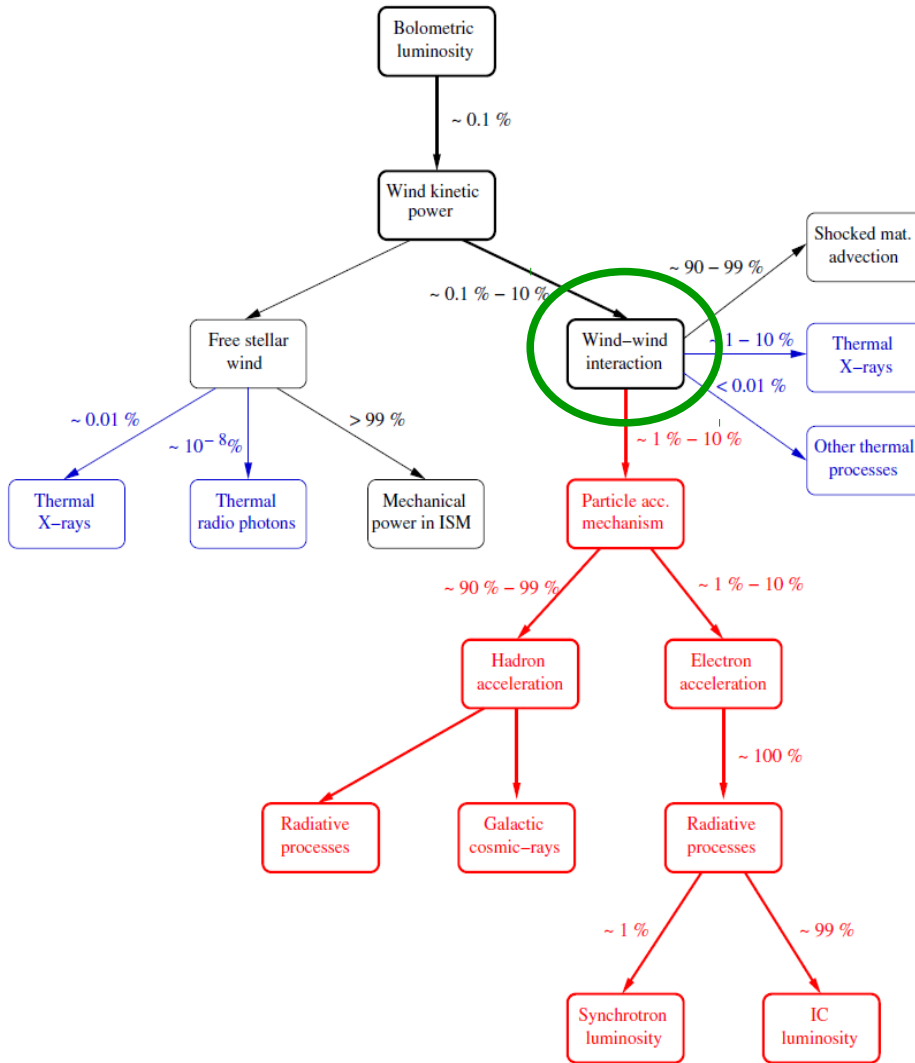 Bolometric
luminosity
~ 0.1 %
Wind kinetic
power
Shocked mat.
advection
~ 90 − 99 %
~ 0.1 % − 10 %
Free stellar
wind
Wind−wind
interaction
~ 1 − 10 %
Thermal
X−rays
< 0.01 %
~ 0.01 %
~ 10⁻⁸%
> 99 %
~ 1 % − 10 %
Other thermal
processes
Thermal
X−rays
Thermal
radio photons
Mechanical
power in ISM
Particle acc.
mechanism
~ 90 % − 99 %
~ 1 % − 10 %
Hadron
acceleration
Electron
acceleration
~ 100 %
Radiative
processes
Galactic
cosmic−rays
Radiative
processes
~ 1 %
~ 99 %
Synchrotron
luminosity
IC
luminosity